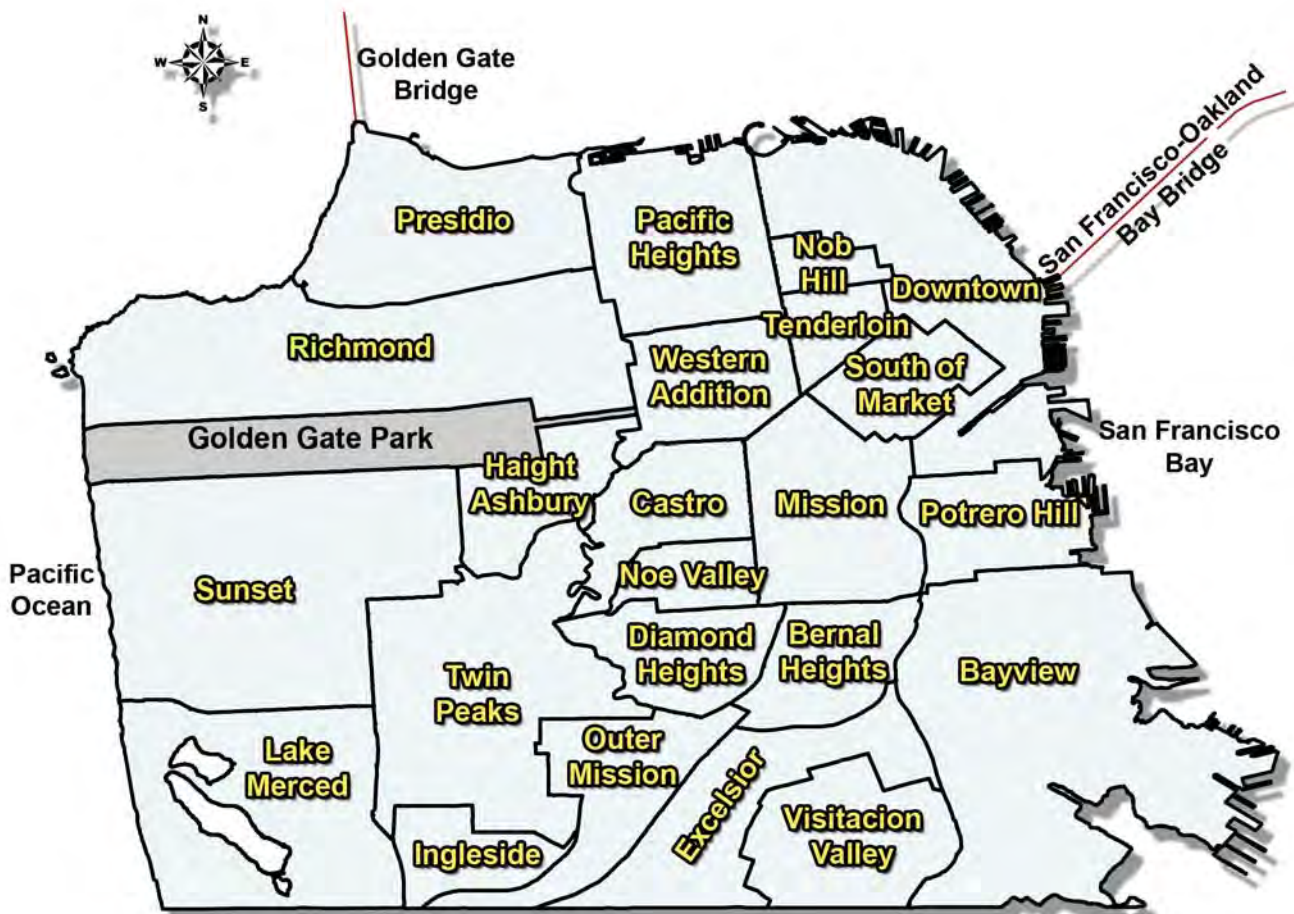 N
W E
S
Golden Gate
Bridge
San Francisco-Oakland
Bay Bridge
Presidio
Pacific
Heights
Nob
Hill
Downtown
Richmond
Tenderloin
Western
Addition
South of
Market
Golden Gate Park
San Francisco
Bay
Haight
Ashbury
Castro
Mission
Potrero Hill
Pacific
Ocean
Sunset
Noe Valley
Diamond
Heights
Bernal
Heights
Bayview
Twin
Peaks
Lake
Merced
Outer
Mission
Excelsior
Visitacion
Valley
Ingleside